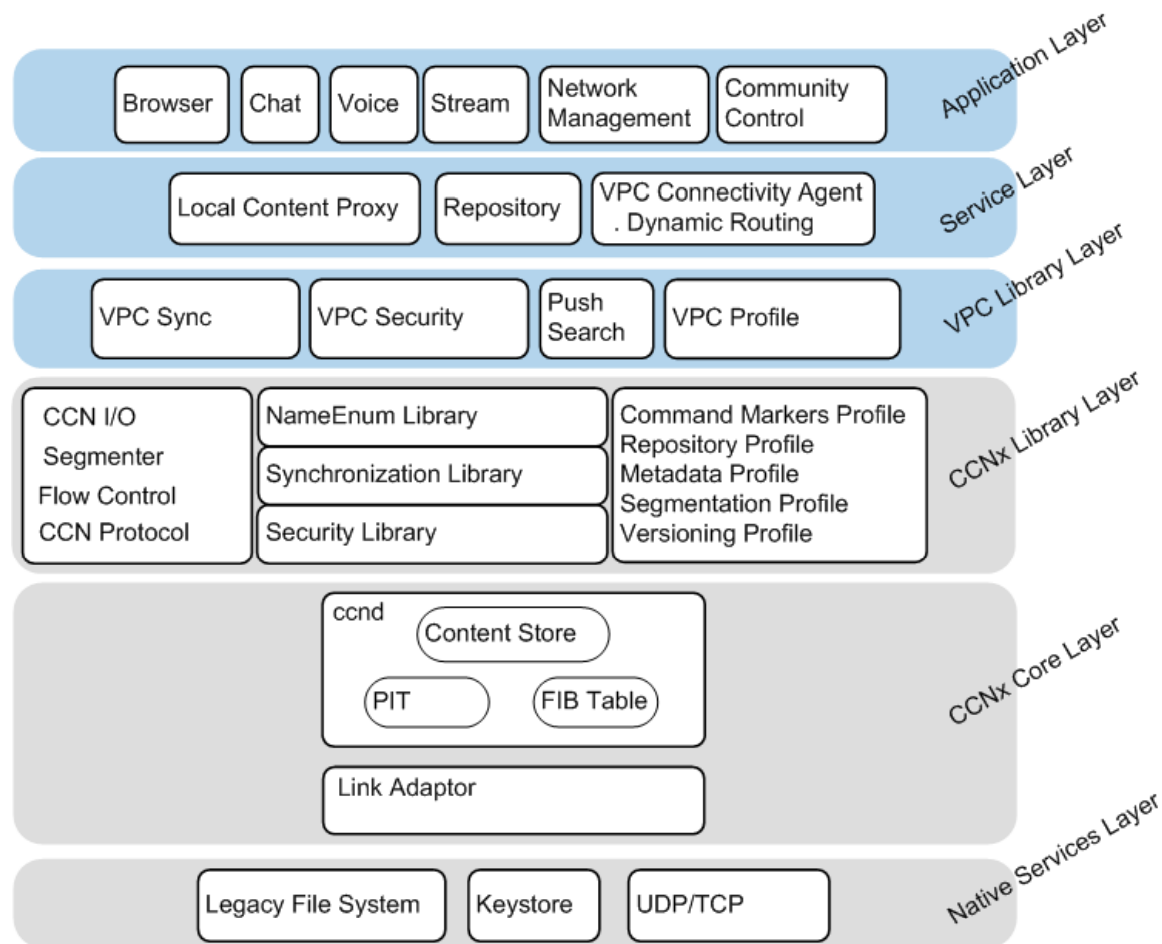 Application Layer
Browser
Chat
Voice
Stream
Network
Management
Community
Control
Service Layer
Local Content Proxy
Repository
VPC Connectivity Agent
. Dynamic Routing
VPC Library Layer
VPC Sync
VPC Security
Push
Search
VPC Profile
CCNx Library Layer
CCN I/O
Segmenter
Flow Control
CCN Protocol
NameEnum Library
Synchronization Library
Security Library
Command Markers Profile
Repository Profile
Metadata Profile
Segmentation Profile
Versioning Profile
CCNx Core Layer
ccnd
Content Store
PIT
FIB Table
Link Adaptor
Native Services Layer
Legacy File System
Keystore
UDP/TCP